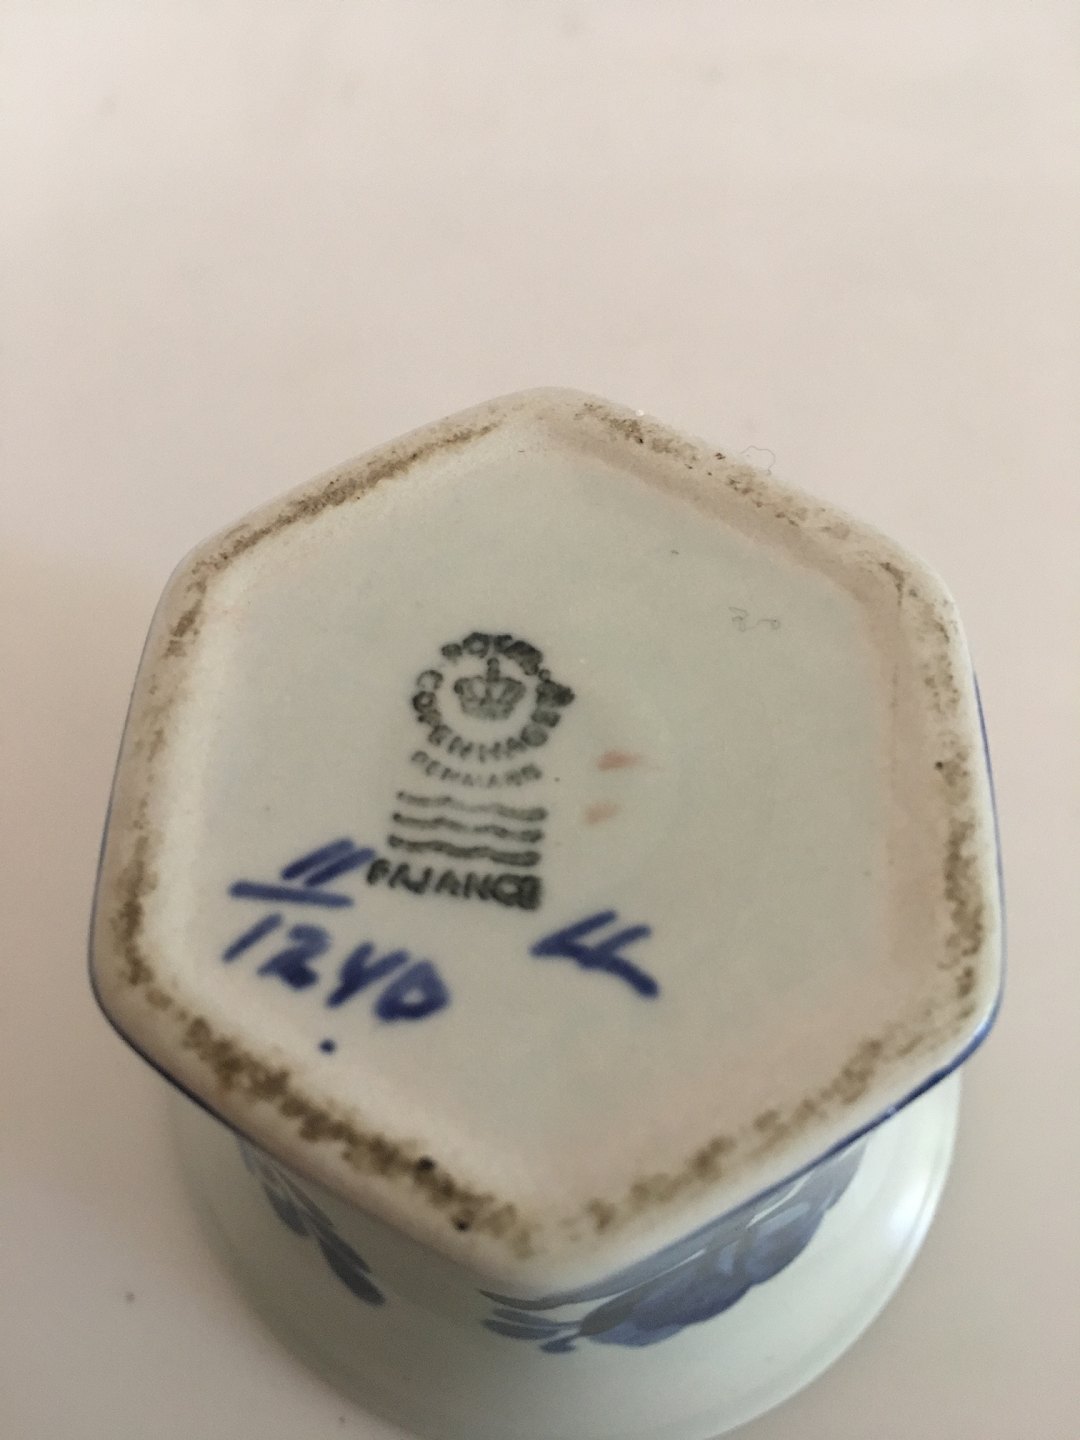 ROYAL
COPENHAGEN
DENMARK
FAJANCE
11
1240